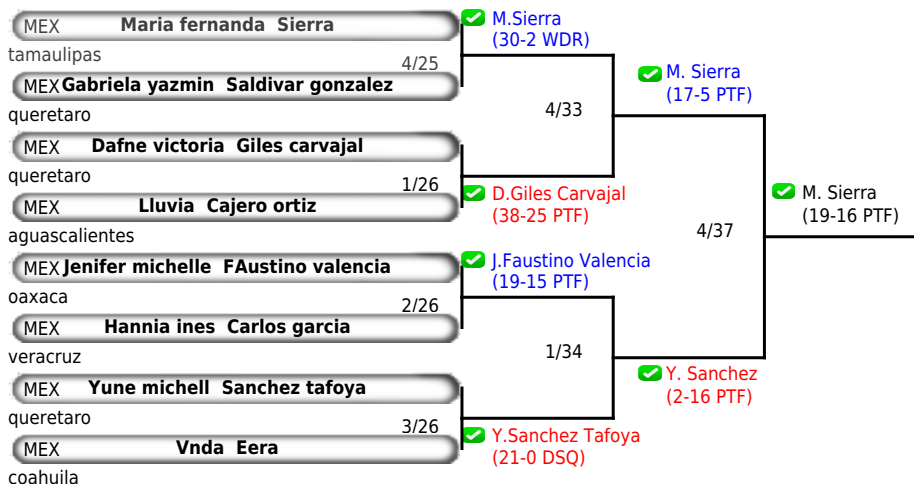 MEX Maria fernanda  Sierra
tamaulipas
4/25
MEX Gabriela yazmin  Saldivar gonzalez
queretaro
MEX Dafne victoria  Giles carvajal
queretaro
1/26
MEX Lluvia  Cajero ortiz
aguascalientes
MEX Jenifer michelle  FAustino valencia
oaxaca
2/26
MEX Hannia ines  Carlos garcia
veracruz
MEX Yune michell  Sanchez tafoya
queretaro
3/26
MEX Vnda  Eera
coahuila
M.Sierra
(30-2 WDR)
4/33
D.Giles Carvajal
(38-25 PTF)
J.Faustino Valencia
(19-15 PTF)
1/34
Y.Sanchez Tafoya
(21-0 DSQ)
M. Sierra
(17-5 PTF)
4/37
Y. Sanchez
(2-16 PTF)
M. Sierra
(19-16 PTF)